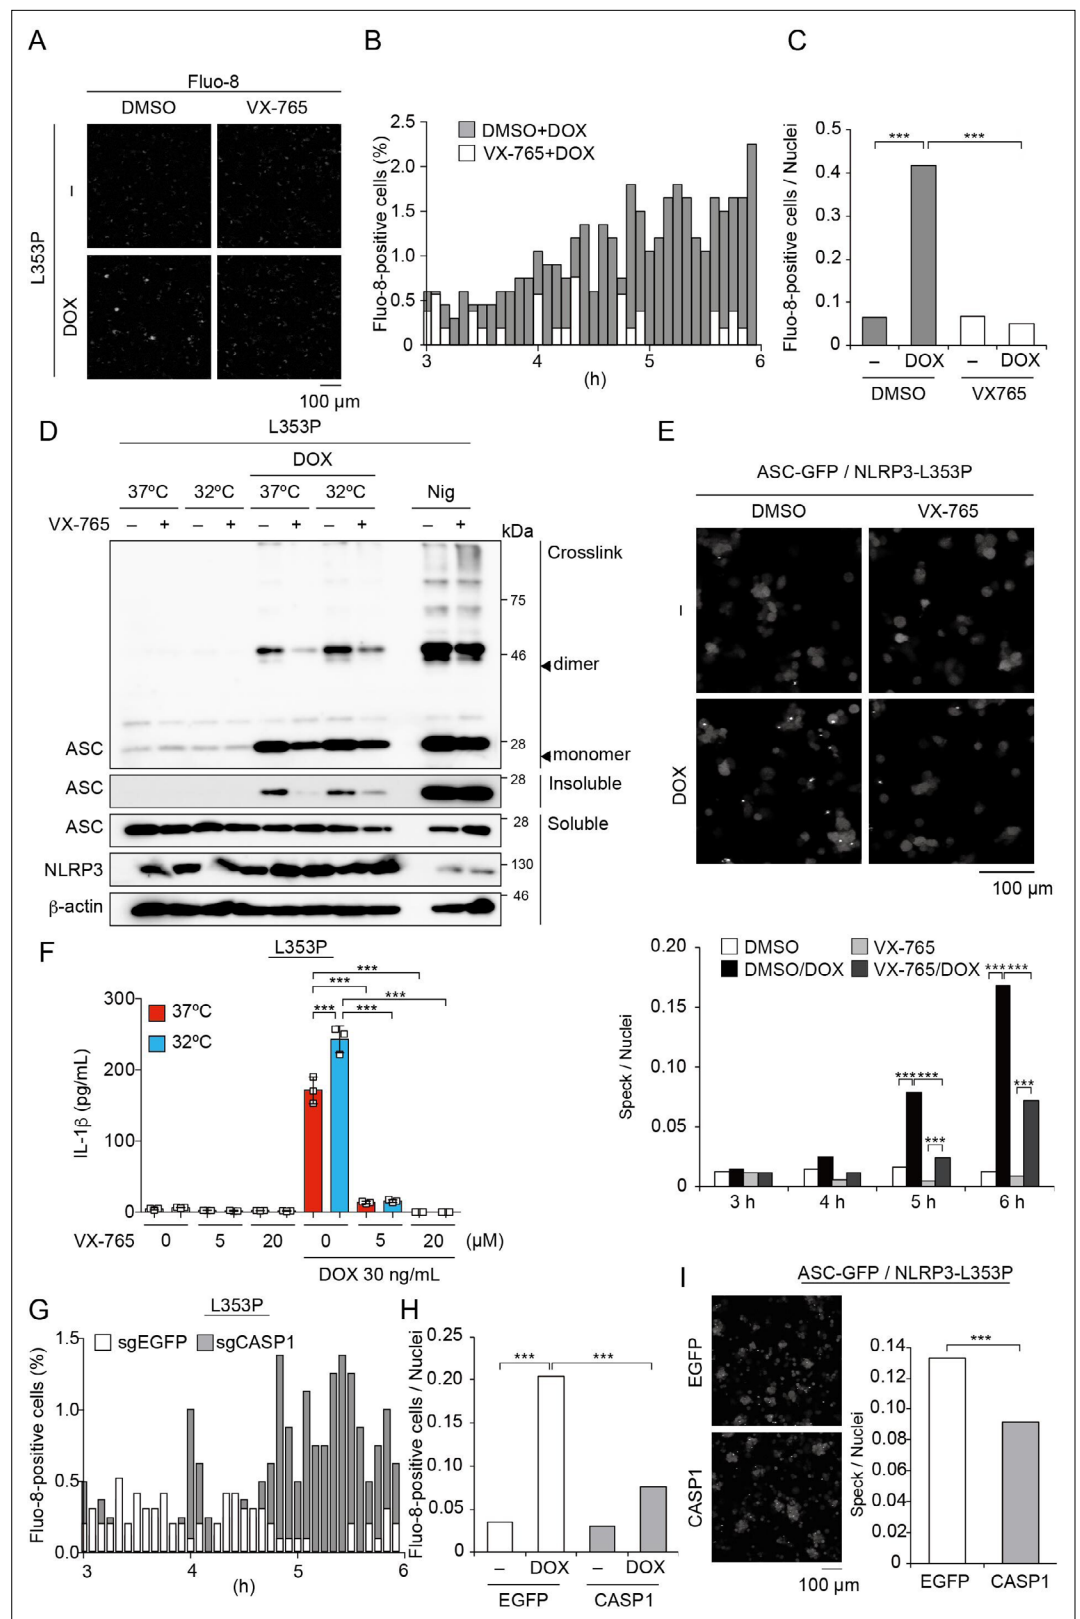 A
Fluo-8
DMSO VX-765
L353P
–
DOX
100 µm
B
Fluo-8-positive cells (%)
2.5
2.0
1.5
1.0
0.5
0
DMSO+DOX
VX-765+DOX
3 4 5 6
(h)
C
Fluo-8-positive cells / Nuclei
0.5
0.4
0.3
0.2
0.1
0
*** ***
– DOX – DOX
DMSO VX765
D
L353P
DOX
37ºC 32ºC 37ºC 32ºC Nig
VX-765 – + – + – + – + – +
kDa
Crosslink
75
46
dimer
ASC 28
monomer
ASC 28 Insoluble
ASC 28 Soluble
NLRP3 130
β-actin 46
E
ASC-GFP / NLRP3-L353P
DMSO VX-765
–
DOX
100 µm
Speck / Nuclei
0.20
0.15
0.10
0.05
0
DMSO VX-765
DMSO/DOX VX-765/DOX
*** ***
***
*** ***
***
3 h 4 h 5 h 6 h
F
L353P
IL-1β (pg/mL)
300
200
100
0
37ºC
32ºC
***
***
***
*** ***
VX-765 0 5 20 0 5 20 (µM)
DOX 30 ng/mL
G
L353P
Fluo-8-positive cells (%)
1.5
1.0
0.5
0.0
sgEGFP sgCASP1
3 4 5 6
(h)
H
Fluo-8-positive cells / Nuclei
0.25
0.20
0.15
0.10
0.05
0
*** ***
– DOX – DOX
EGFP CASP1
I
ASC-GFP / NLRP3-L353P
EGFP
CASP1
100 µm
Speck / Nuclei
0.14
0.12
0.10
0.08
0.06
0.04
0.02
0
***
EGFP CASP1